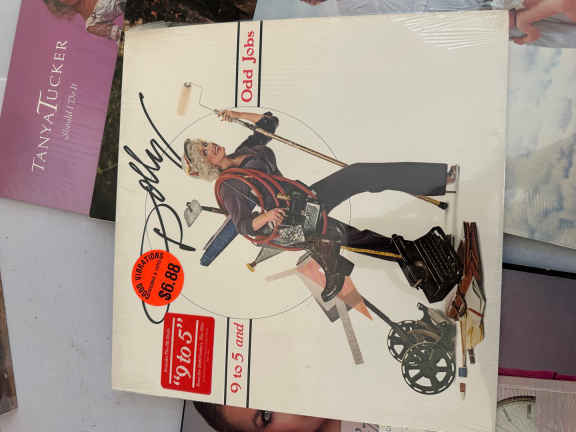 TANYA TUCKER
Should I Do It
Dolly
9 to 5 and
Odd Jobs
GOOD VIBRATIONS
$6.88
"9 to 5"